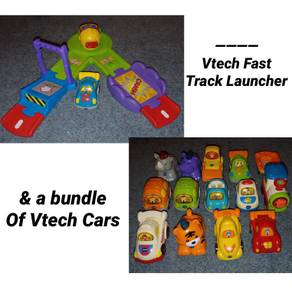 ————
Vtech Fast
Track Launcher
& a bundle
Of Vtech Cars